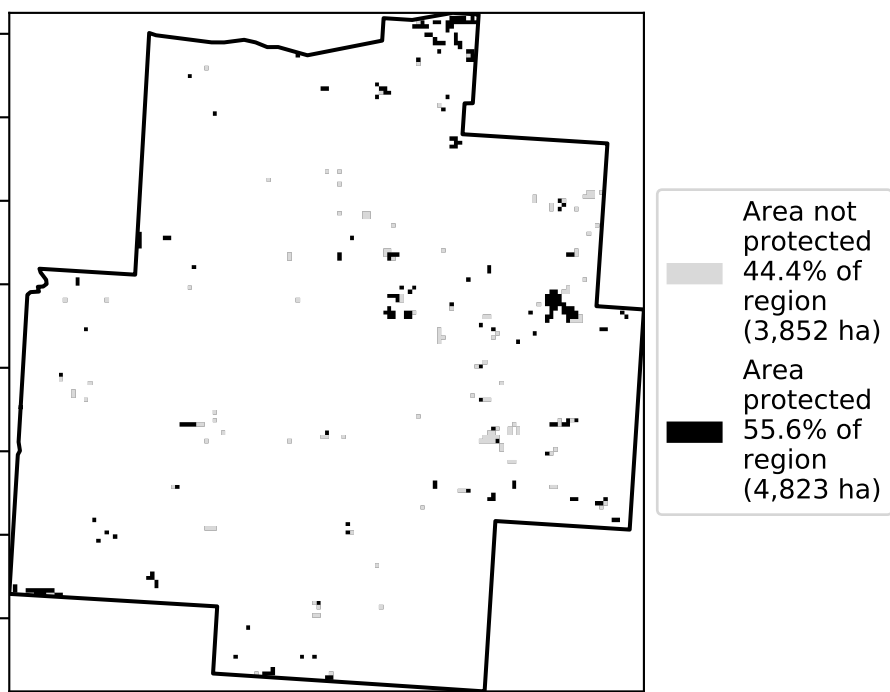 Area not
protected
44.4% of
region
(3,852 ha)
Area
protected
55.6% of
region
(4,823 ha)